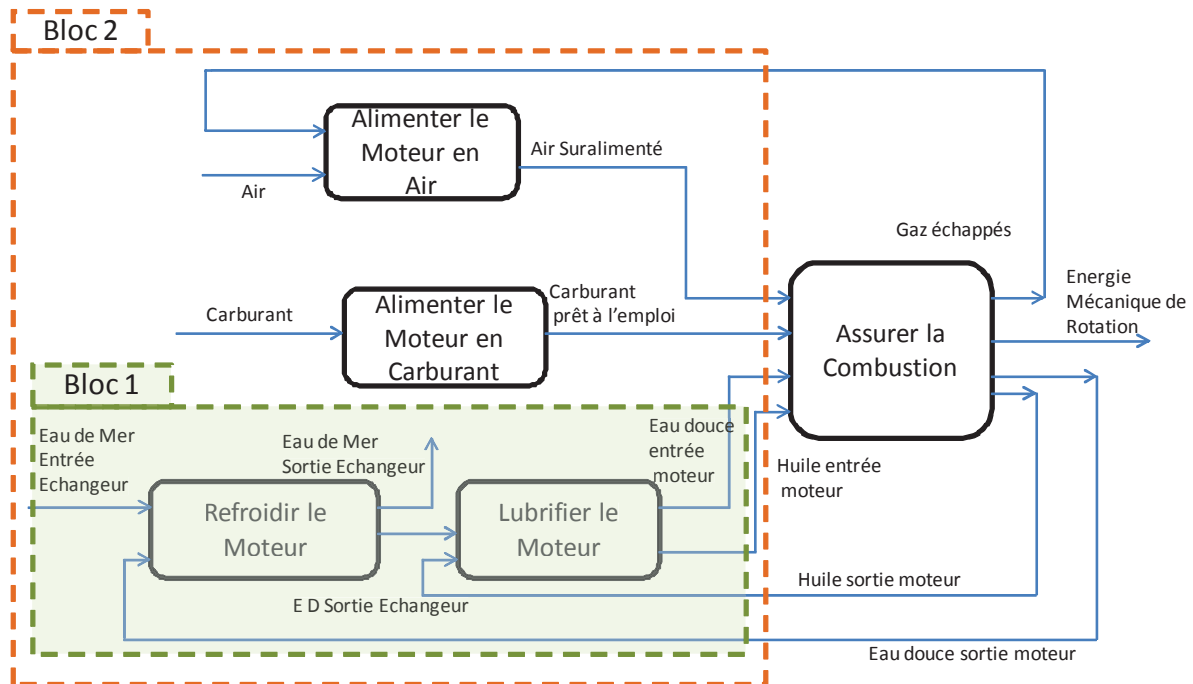 Bloc 2
Alimenter le
Moteur en
Air
Air Suralimenté
Air
Gaz échappés
Energie
Mécanique de
Rotation
Carburant
Alimenter le
Moteur en
Carburant
Carburant
prêt à l’emploi
Assurer la
Combustion
Bloc 1
Eau de Mer
Entrée
Echangeur
Eau de Mer
Sortie Echangeur
Eau douce
entrée
moteur
Huile entrée
moteur
Refroidir le
Moteur
Lubrifier le
Moteur
E D Sortie Echangeur
Huile sortie moteur
Eau douce sortie moteur